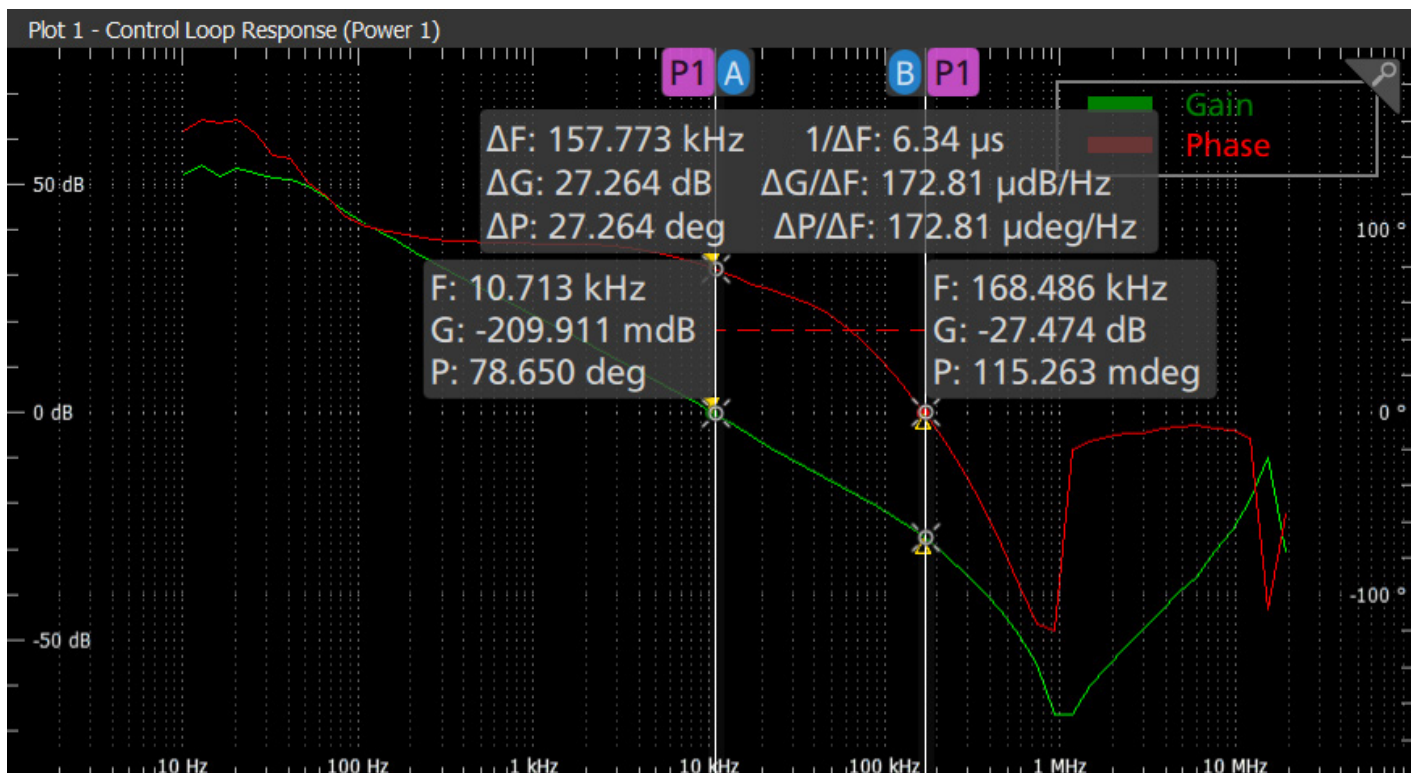 Plot 1 - Control Loop Response (Power 1)
P1 A B P1
Gain
Phase
ΔF: 157.773 kHz 1/ΔF: 6.34 µs
ΔG: 27.264 dB ΔG/ΔF: 172.81 µdB/Hz
ΔP: 27.264 deg ΔP/ΔF: 172.81 µdeg/Hz
50 dB
100 °
F: 10.713 kHz
G: -209.911 mdB
P: 78.650 deg
F: 168.486 kHz
G: -27.474 dB
P: 115.263 mdeg
0 dB
0 °
-100 °
-50 dB
10 Hz 100 Hz 1 kHz 10 kHz 100 kHz 1 MHz 10 MHz